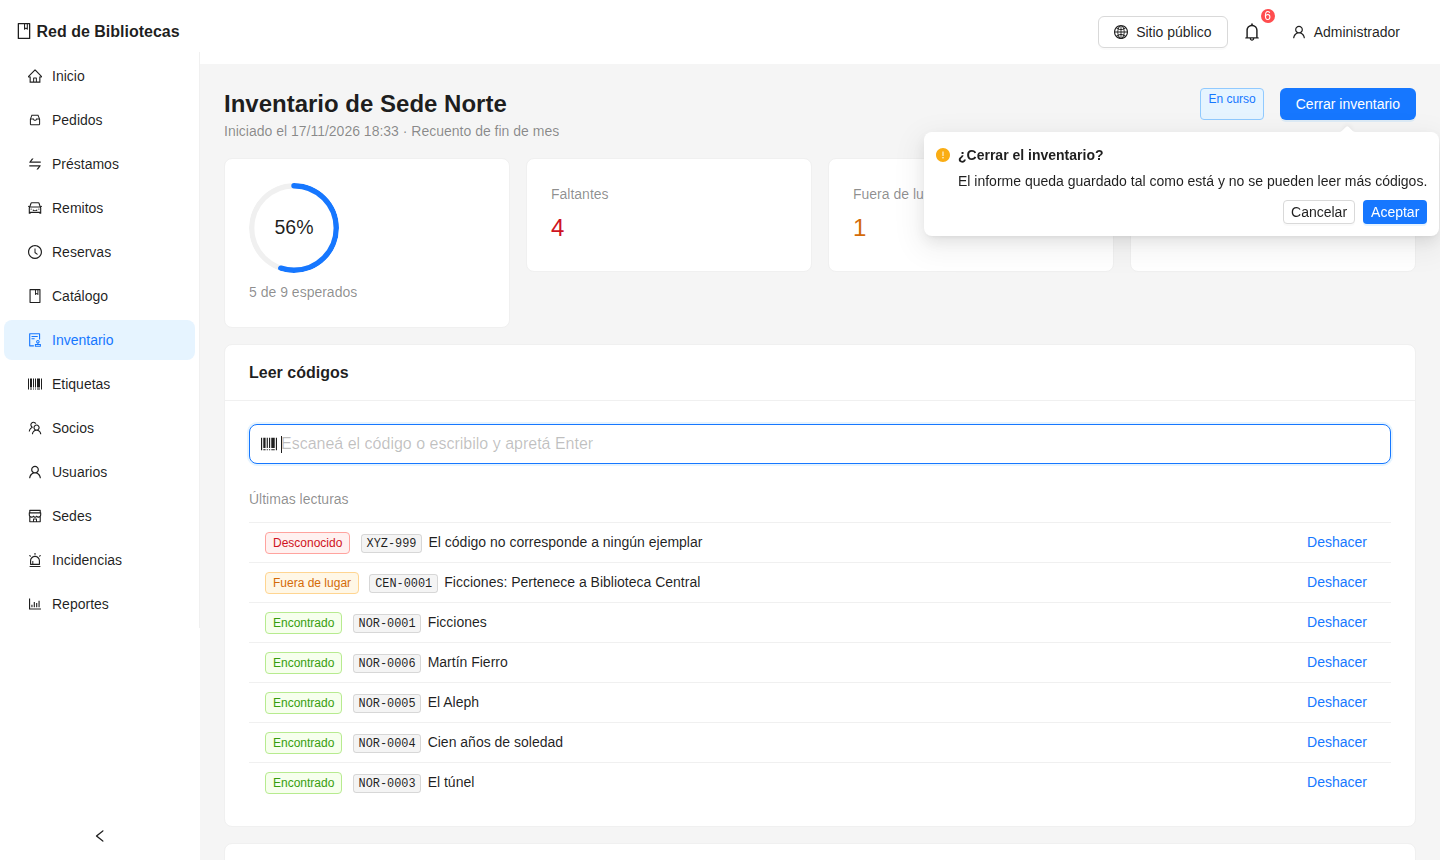 Red de Bibliotecas
Sitio público
6
Administrador
Inicio
Pedidos
Préstamos
Remitos
Reservas
Catálogo
Inventario
Etiquetas
Socios
Usuarios
Sedes
Incidencias
Reportes
Inventario de Sede Norte
Iniciado el 17/11/2026 18:33 · Recuento de fin de mes
En curso
Cerrar inventario
¿Cerrar el inventario?
El informe queda guardado tal como está y no se pueden leer más códigos.
Cancelar
Aceptar
56%
5 de 9 esperados
Faltantes
4
Fuera de lu
1
Leer códigos
Escaneá el código o escribilo y apretá Enter
Últimas lecturas
Desconocido XYZ-999 El código no corresponde a ningún ejemplar Deshacer
Fuera de lugar CEN-0001 Ficciones: Pertenece a Biblioteca Central Deshacer
Encontrado NOR-0001 Ficciones Deshacer
Encontrado NOR-0006 Martín Fierro Deshacer
Encontrado NOR-0005 El Aleph Deshacer
Encontrado NOR-0004 Cien años de soledad Deshacer
Encontrado NOR-0003 El túnel Deshacer